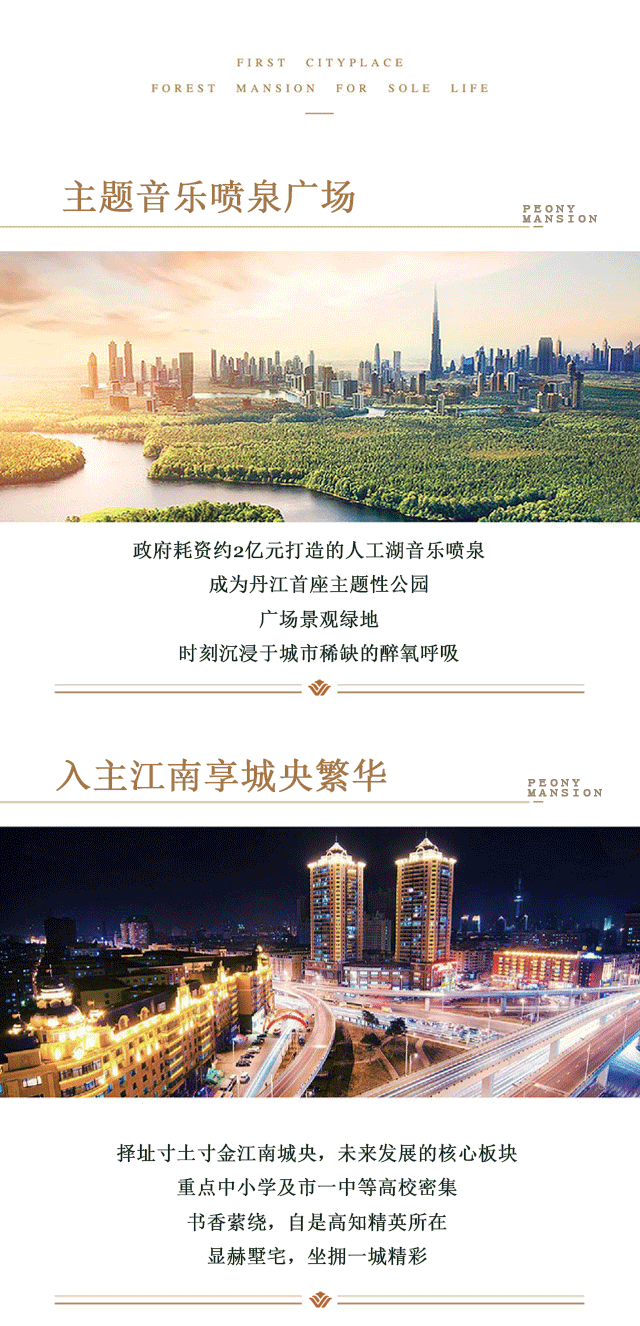 FIRST CITYPLACE
FOREST MANSION FOR SOLE LIFE
主题音乐喷泉广场
PEONY
MANSION
政府耗资约2亿元打造的人工湖音乐喷泉
成为丹江首座主题性公园
广场景观绿地
时刻沉浸于城市稀缺的醉氧呼吸
入主江南享城央繁华
PEONY
MANSION
择址寸土寸金江南城央，未来发展的核心板块
重点中小学及市一中等高校密集
书香萦绕，自是高知精英所在
显赫墅宅，坐拥一城精彩